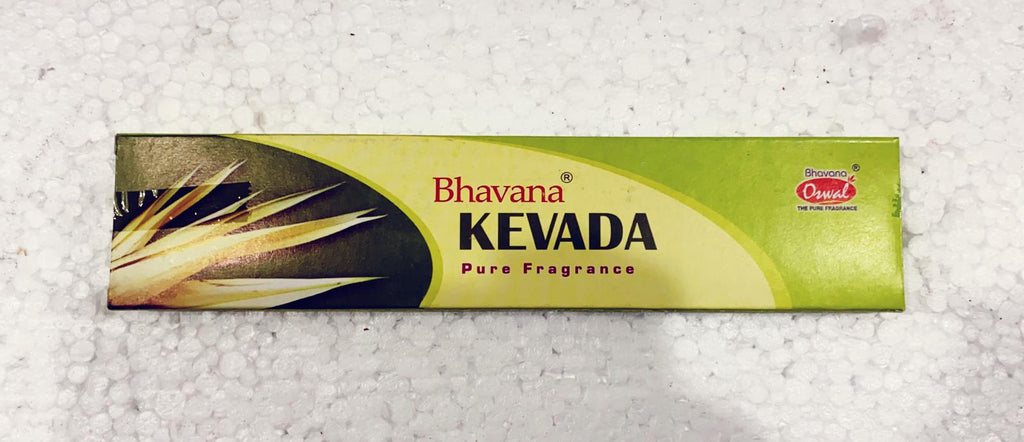 Bhavana®
KEVADA
Pure Fragrance
Bhavana®
Oswal
THE PURE FRAGRANCE